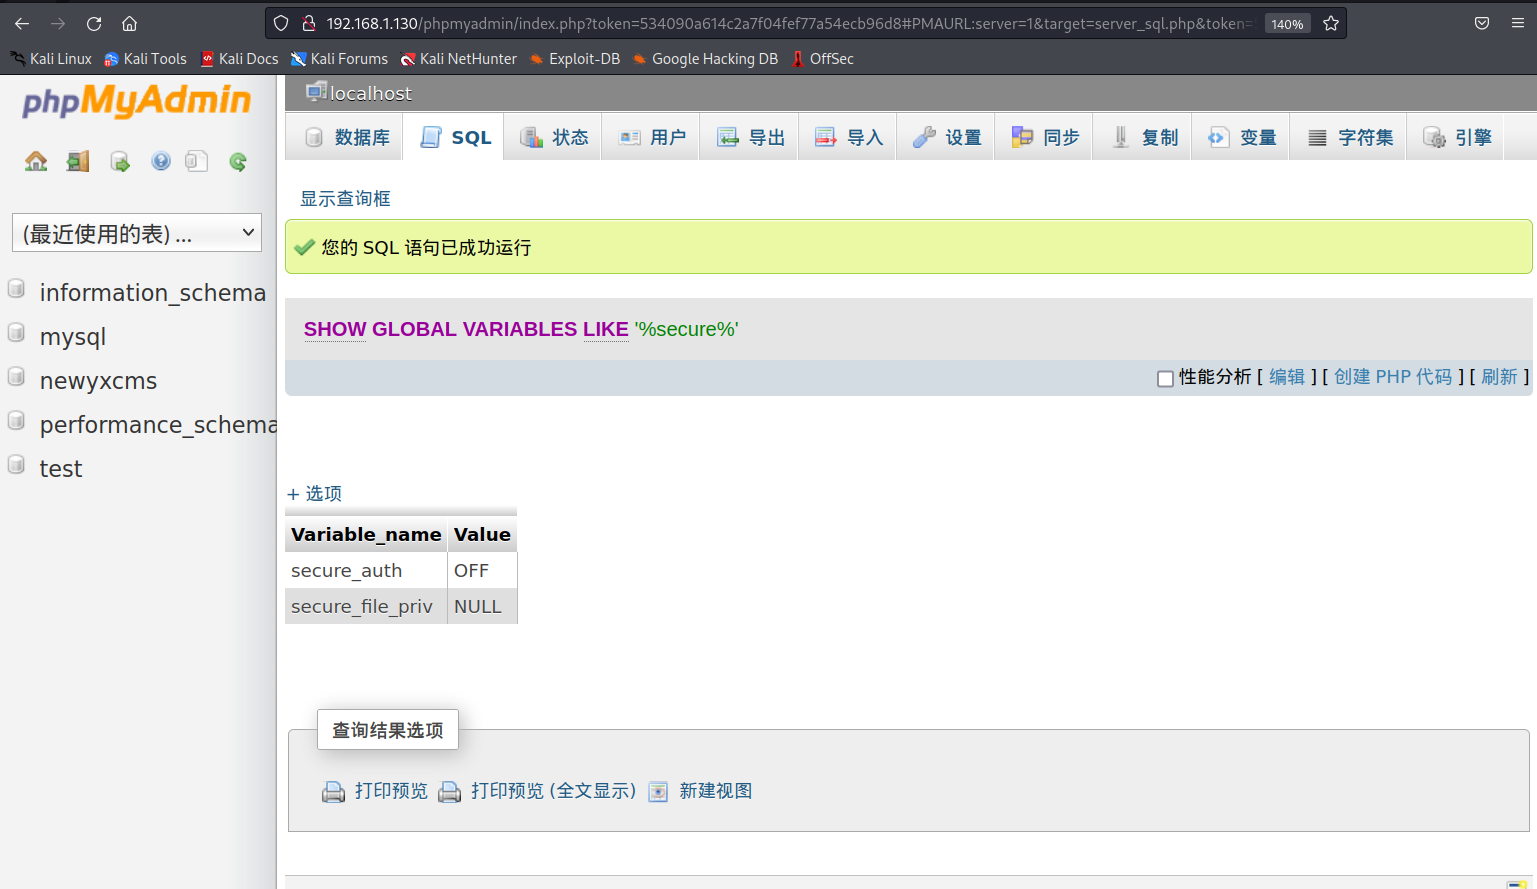 192.168.1.130/phpmyadmin/index.php?token=534090a614c2a7f04fef77a54ecb96d8#PMAURL:server=1&target=server_sql.php&token= 140%
Kali Linux Kali Tools Kali Docs Kali Forums Kali NetHunter Exploit-DB Google Hacking DB OffSec
phpMyAdmin
localhost
数据库 SQL 状态 用户 导出 导入 设置 同步 复制 变量 字符集 引擎
显示查询框
(最近使用的表) ...
您的 SQL 语句已成功运行
information_schema
mysql
newyxcms
performance_schema
test
SHOW GLOBAL VARIABLES LIKE '%secure%'
性能分析 [ 编辑 ] [ 创建 PHP 代码 ] [ 刷新 ]
+ 选项
Variable_name Value
secure_auth OFF
secure_file_priv NULL
查询结果选项
打印预览 打印预览 (全文显示) 新建视图